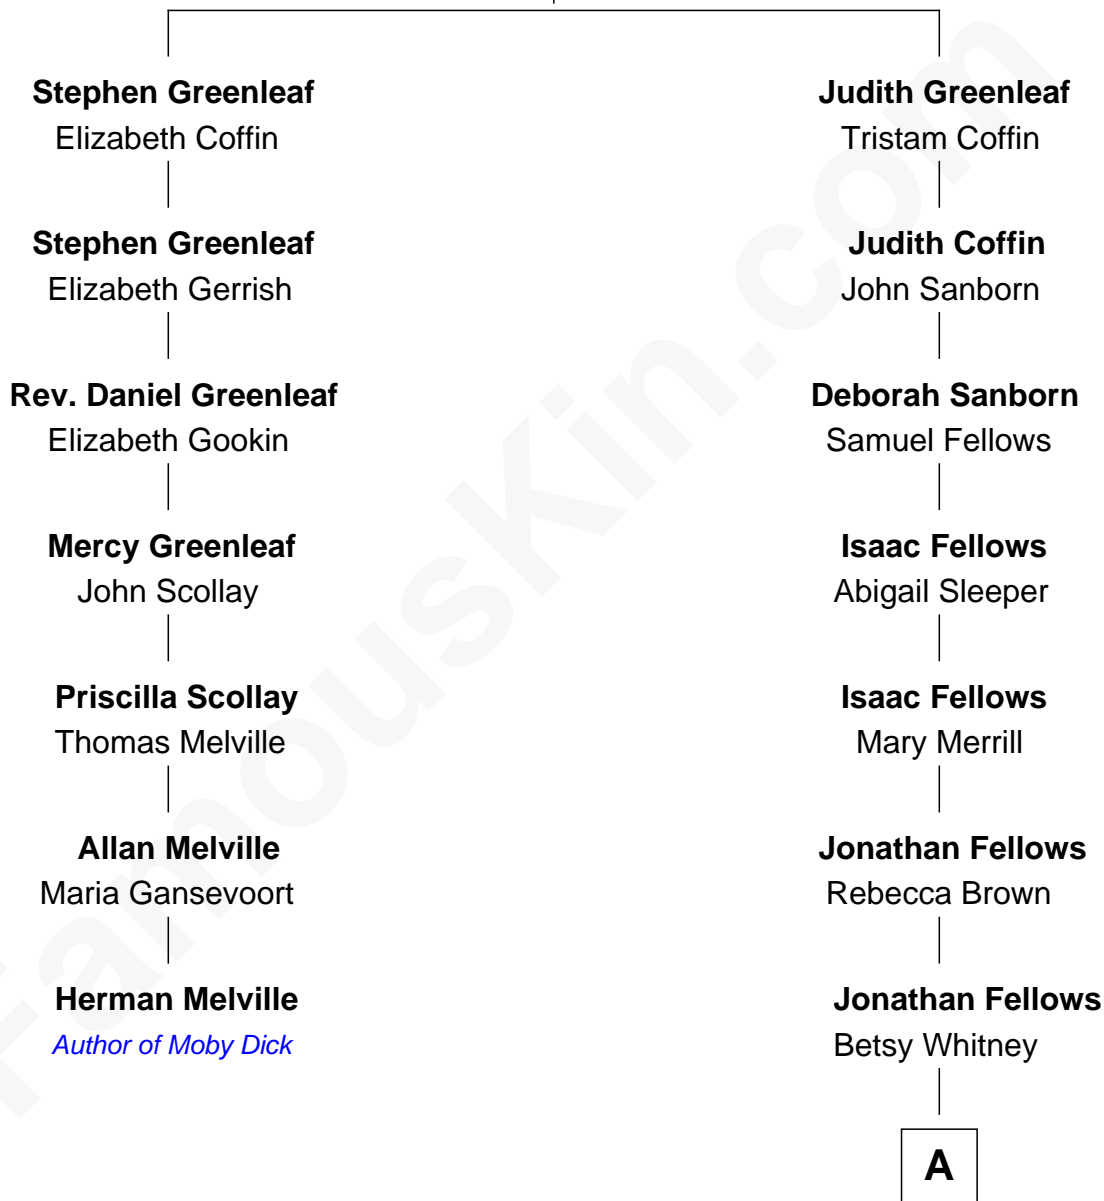 Stephen Greenleaf
Elizabeth Coffin
Stephen Greenleaf
Elizabeth Gerrish
Rev. Daniel Greenleaf
Elizabeth Gookin
Mercy Greenleaf
John Scollay
Priscilla Scollay
Thomas Melville
Allan Melville
Maria Gansevoort
Herman Melville
Author of Moby Dick
Judith Greenleaf
Tristam Coffin
Judith Coffin
John Sanborn
Deborah Sanborn
Samuel Fellows
Isaac Fellows
Abigail Sleeper
Isaac Fellows
Mary Merrill
Jonathan Fellows
Rebecca Brown
Jonathan Fellows
Betsy Whitney
A
FamousKin.com